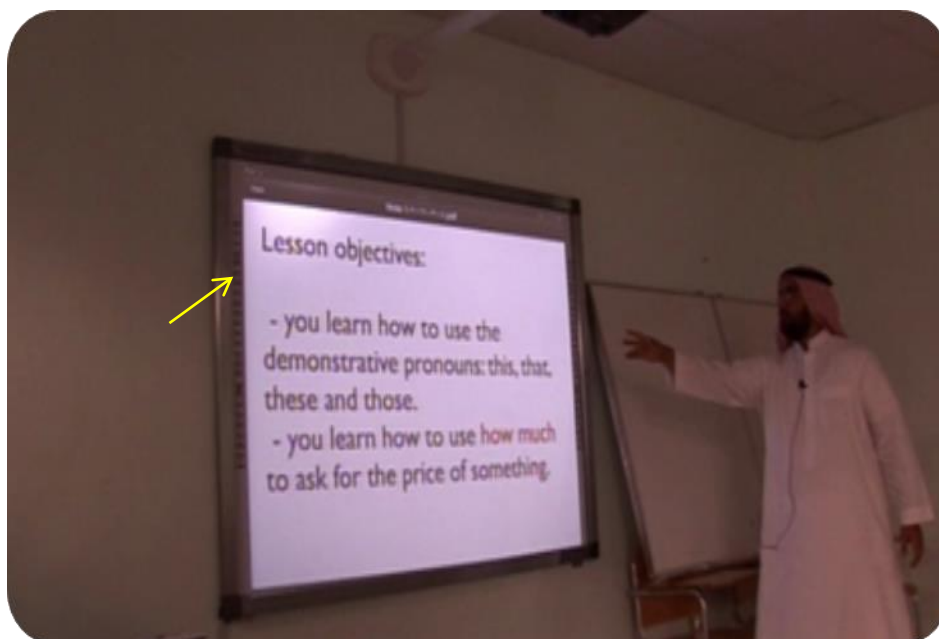 Lesson objectives:
- you learn how to use the
demonstrative pronouns: this, that,
these and those.
- you learn how to use how much
to ask for the price of something.